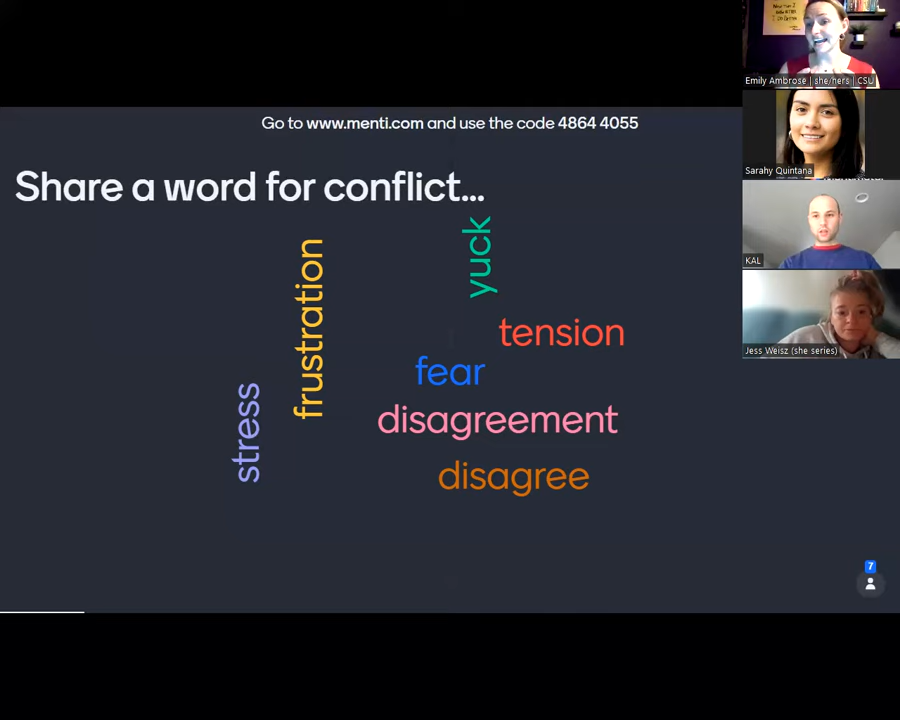 Go to www.menti.com and use the code 4864 4055
Share a word for conflict...
yuck
frustration
tension
fear
stress
disagreement
disagree
7
Emily Ambrose | she/hers | CSU
Sarahy Quintana
KAL
Jess Weisz (she series)